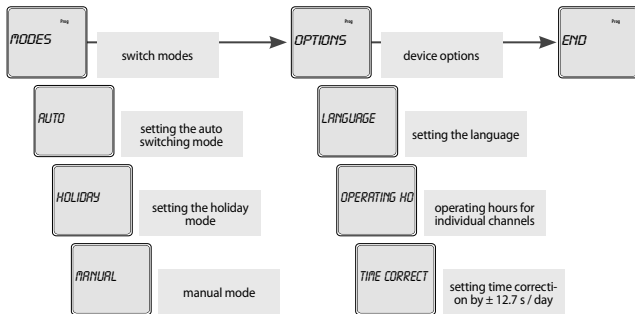 Prog
MODES
switch modes
Prog
OPTIONS
device options
Prog
END
AUTO
setting the auto
switching mode
LANGUAGE
setting the language
HOLIDAY
setting the holiday
mode
OPERATING HO
operating hours for
individual channels
MANUAL
manual mode
TIME CORRECT
setting time correcti-
on by ± 12.7 s / day